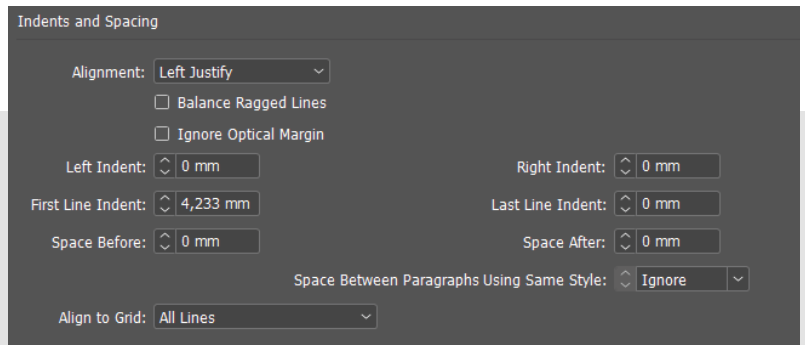 Indents and Spacing
Alignment: Left Justify
Balance Ragged Lines
Ignore Optical Margin
Left Indent: 0 mm Right Indent: 0 mm
First Line Indent: 4,233 mm Last Line Indent: 0 mm
Space Before: 0 mm Space After: 0 mm
Space Between Paragraphs Using Same Style: Ignore
Align to Grid: All Lines